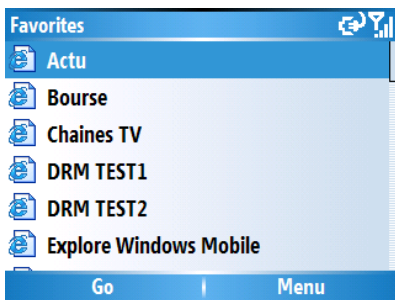 Favorites
Actu
Bourse
Chaines TV
DRM TEST1
DRM TEST2
Explore Windows Mobile
Go Menu